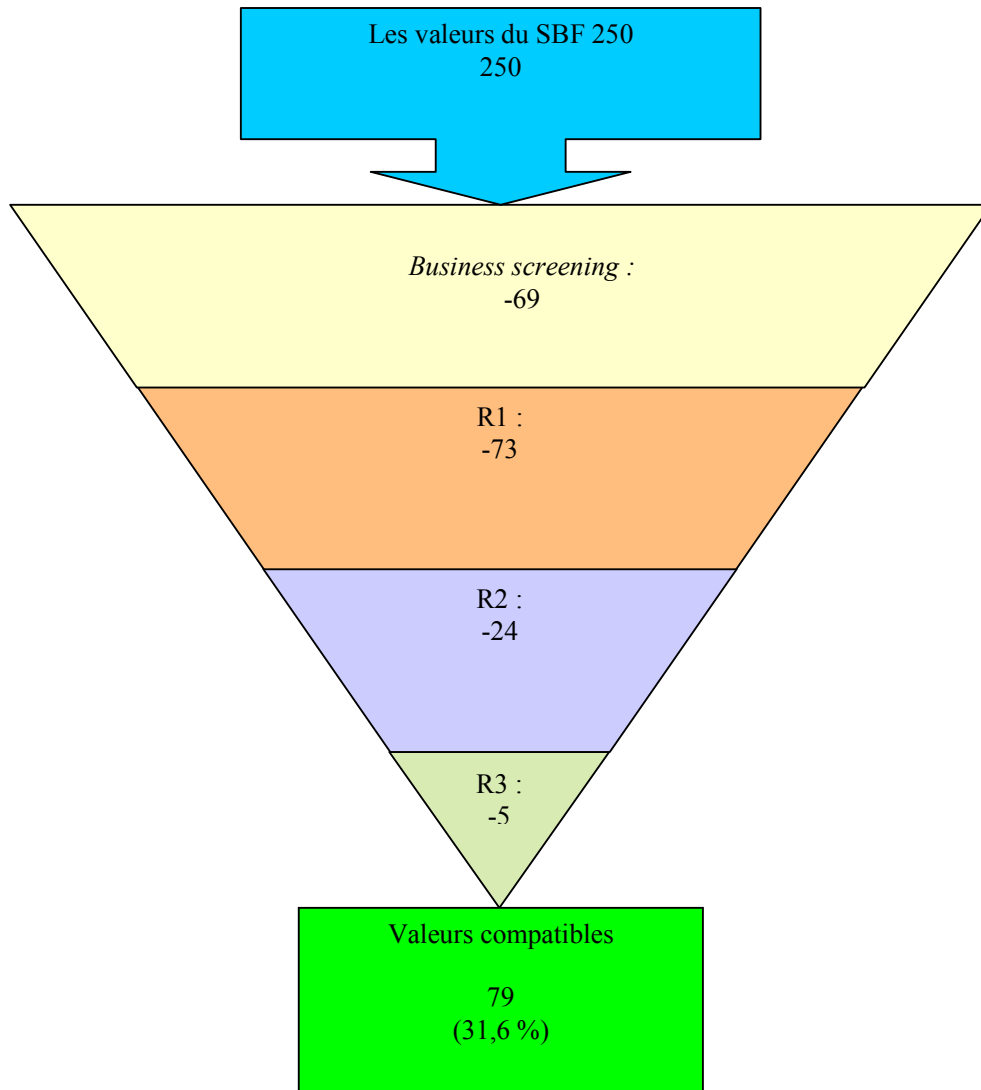 Les valeurs du SBF 250
250
Business screening :
-69
R1 :
-73
R2 :
-24
R3 :
-5
Valeurs compatibles
79
(31,6 %)